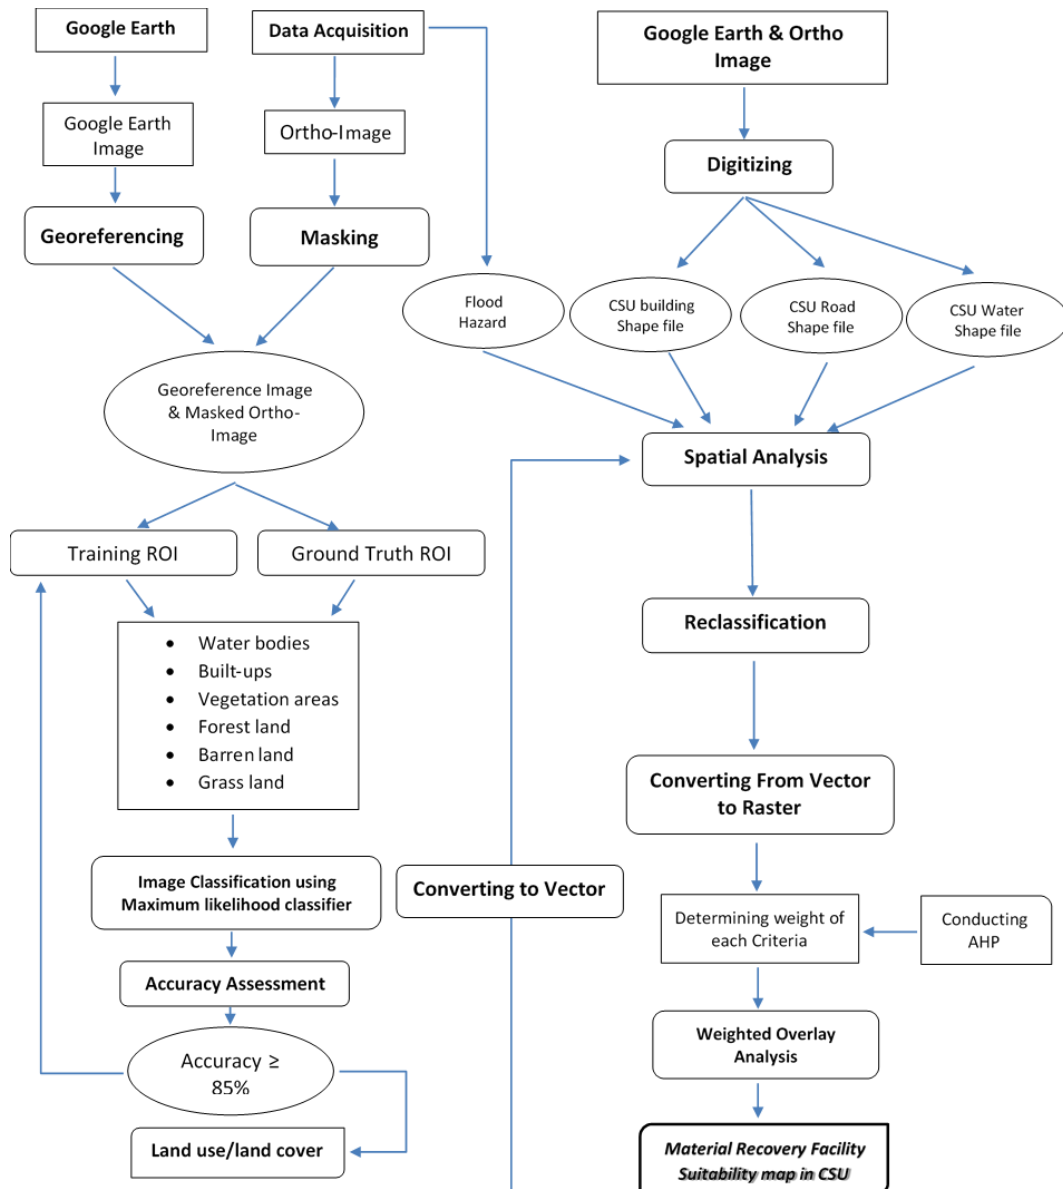 Google Earth
Google Earth
Image
Georeferencing
Data Acquisition
Ortho-Image
Masking
Georeference Image
& Masked Ortho-
Image
Training ROI
Ground Truth ROI
• Water bodies
• Built-ups
• Vegetation areas
• Forest land
• Barren land
• Grass land
Image Classification using
Maximum likelihood classifier
Accuracy Assessment
Accuracy ≥
85%
Land use/land cover
Converting to Vector
Google Earth & Ortho
Image
Digitizing
Flood
Hazard
CSU building
Shape file
CSU Road
Shape file
CSU Water
Shape file
Spatial Analysis
Reclassification
Converting From Vector
to Raster
Determining weight of
each Criteria
Conducting
AHP
Weighted Overlay
Analysis
Material Recovery Facility
Suitability map in CSU